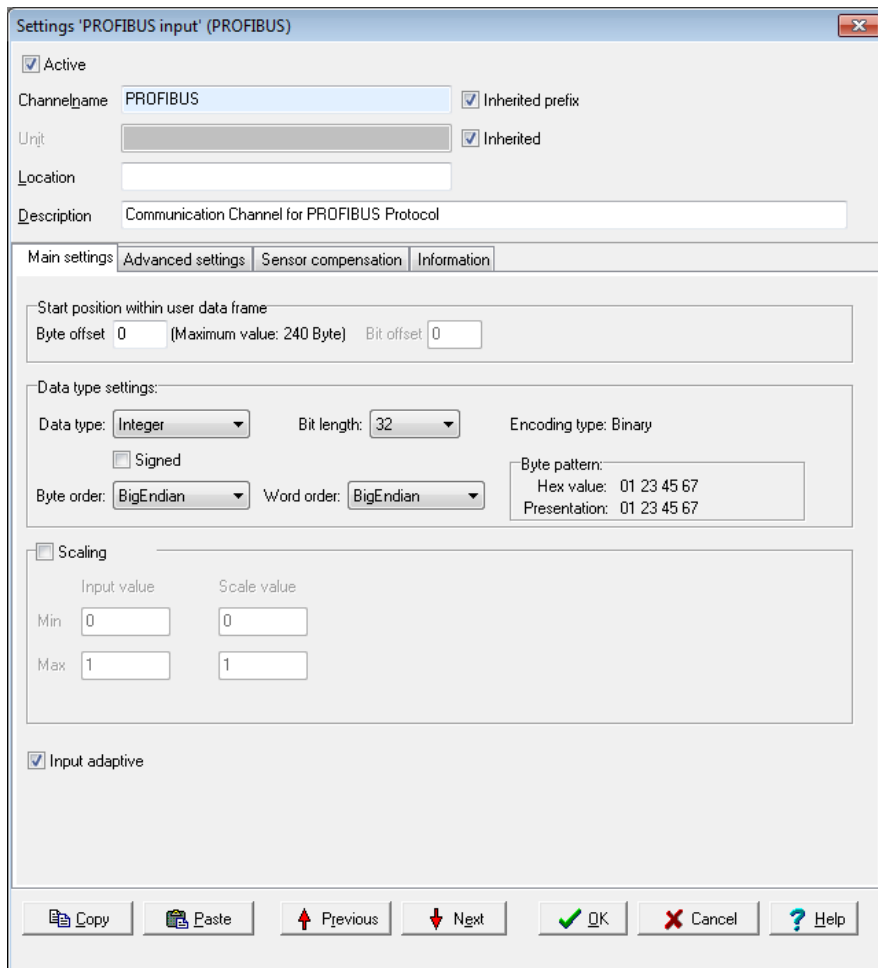 Settings 'PROFIBUS input' (PROFIBUS)
Active
Channelname PROFIBUS Inherited prefix
Unit Inherited
Location
Description Communication Channel for PROFIBUS Protocol
Main settings Advanced settings Sensor compensation Information
Start position within user data frame
Byte offset 0 (Maximum value: 240 Byte) Bit offset 0
Data type settings:
Data type: Integer Bit length: 32 Encoding type: Binary
Signed
Byte pattern:
Hex value: 01 23 45 67
Byte order: BigEndian Word order: BigEndian
Presentation: 01 23 45 67
Scaling
Input value Scale value
Min 0 0
Max 1 1
Input adaptive
Copy Paste Previous Next OK Cancel Help